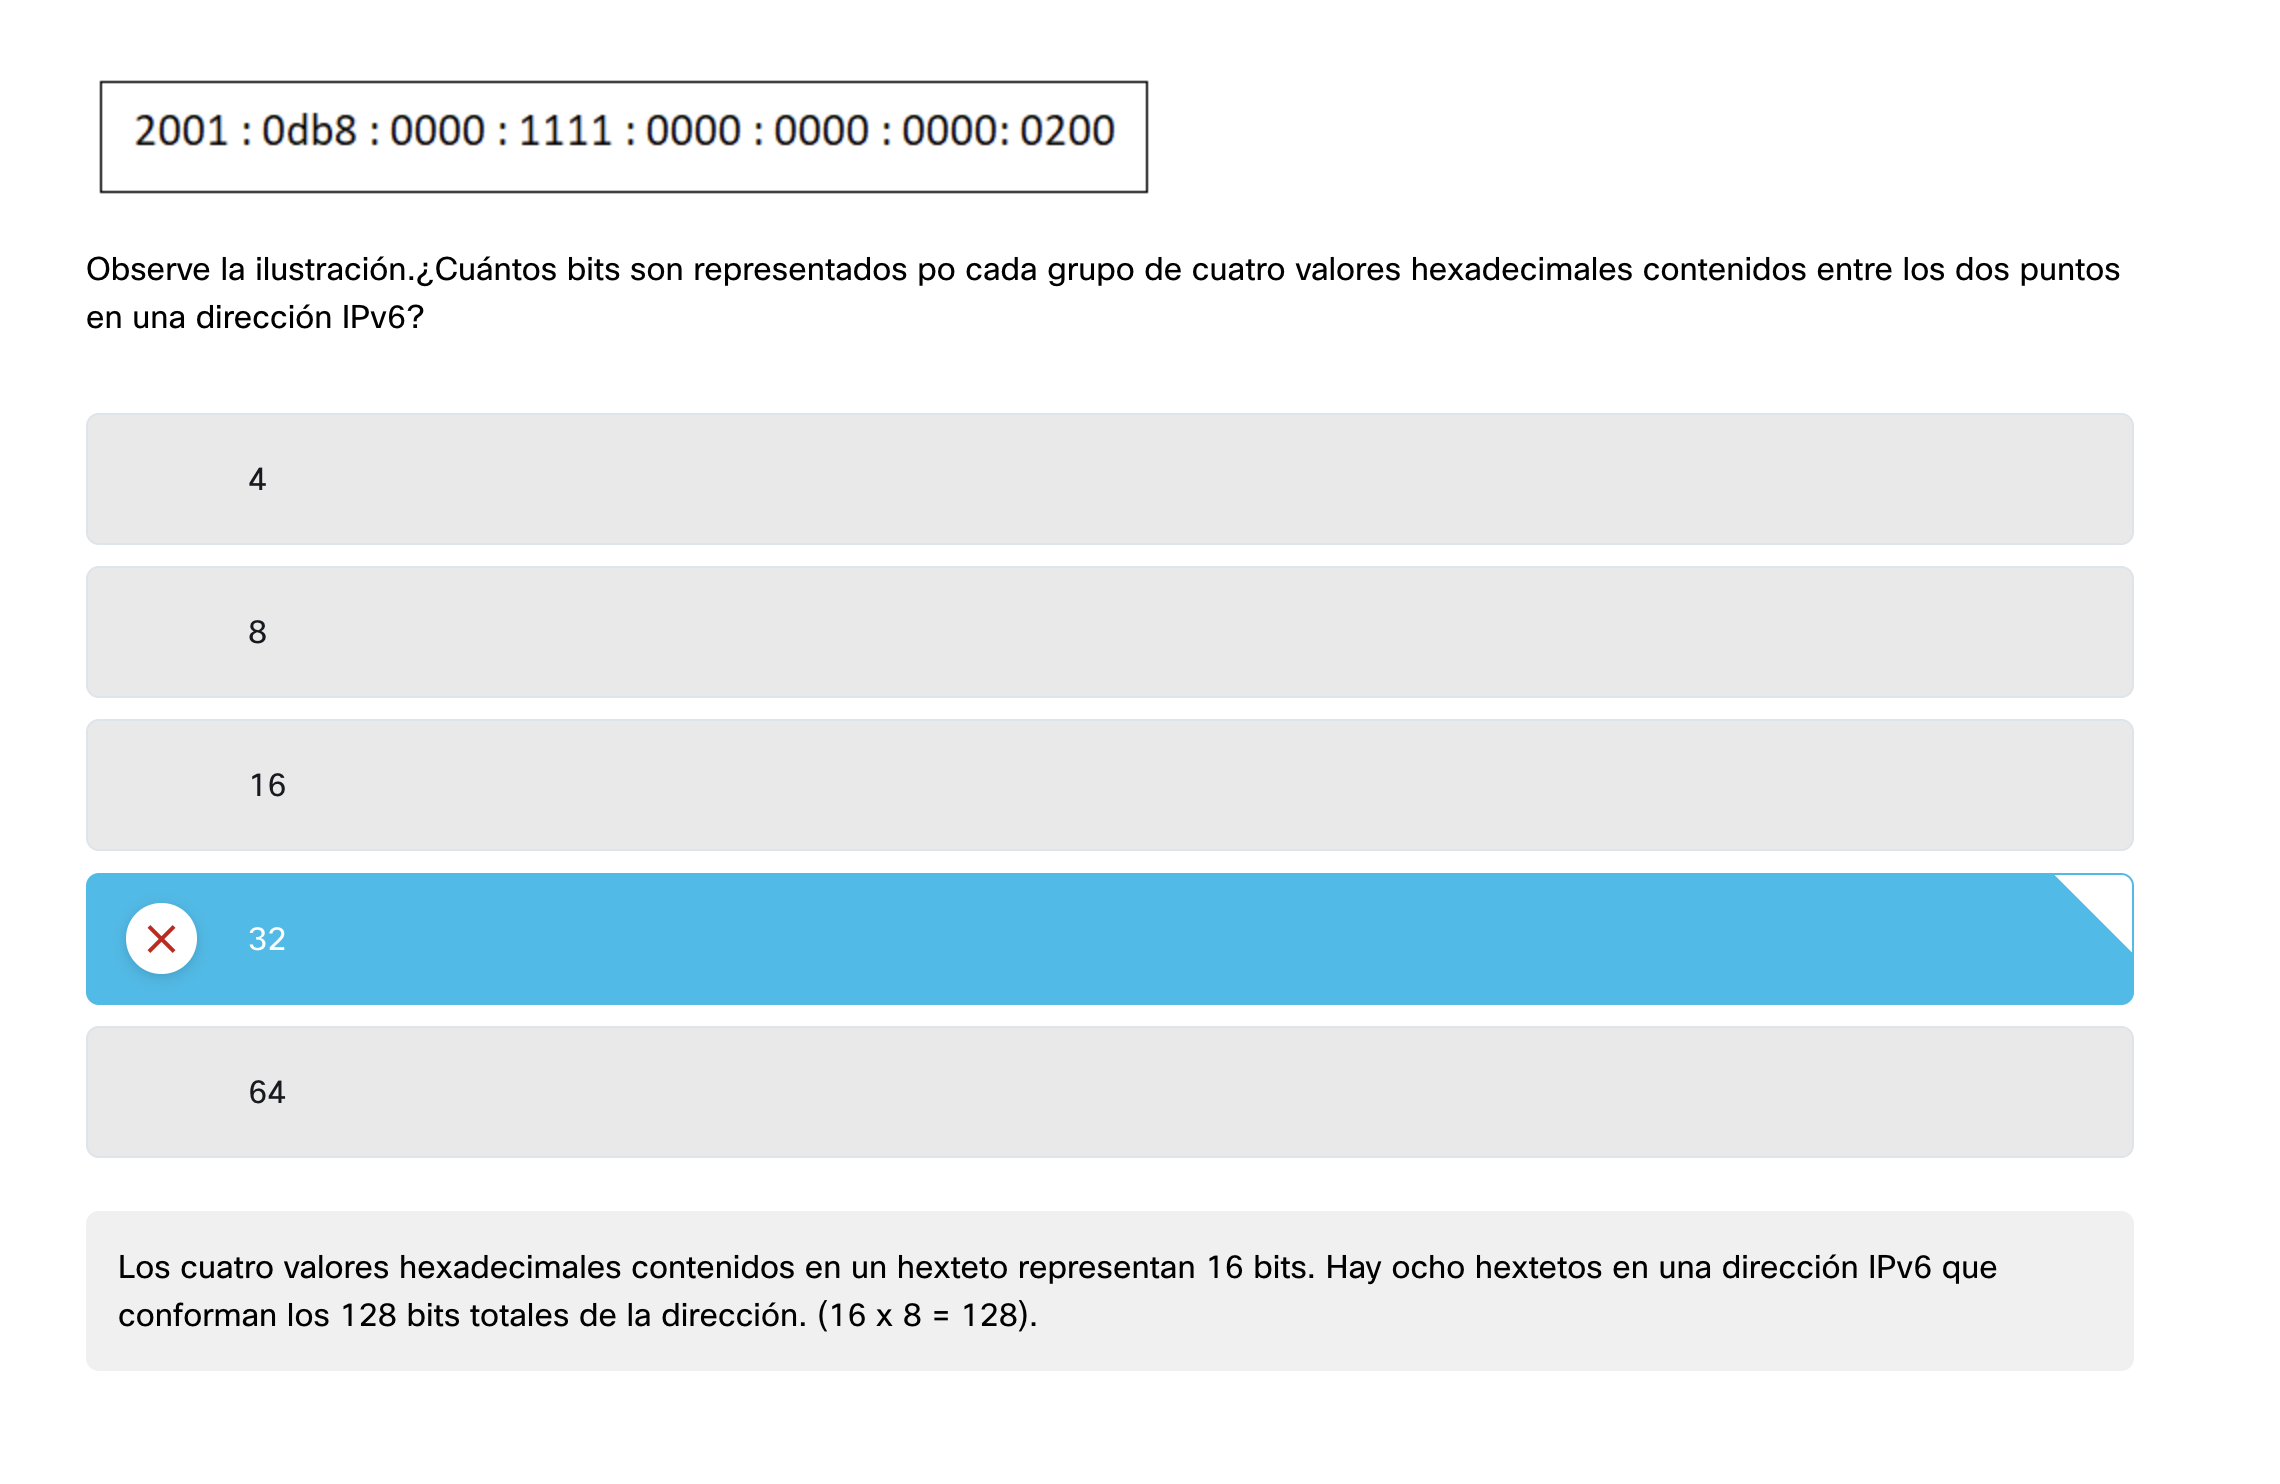 2001 : 0db8 : 0000 : 1111 : 0000 : 0000 : 0000: 0200
Observe la ilustración.¿Cuántos bits son representados po cada grupo de cuatro valores hexadecimales contenidos entre los dos puntos
en una dirección IPv6?
4
8
16
32
64
Los cuatro valores hexadecimales contenidos en un hexteto representan 16 bits. Hay ocho hextetos en una dirección IPv6 que
conforman los 128 bits totales de la dirección. (16 x 8 = 128).